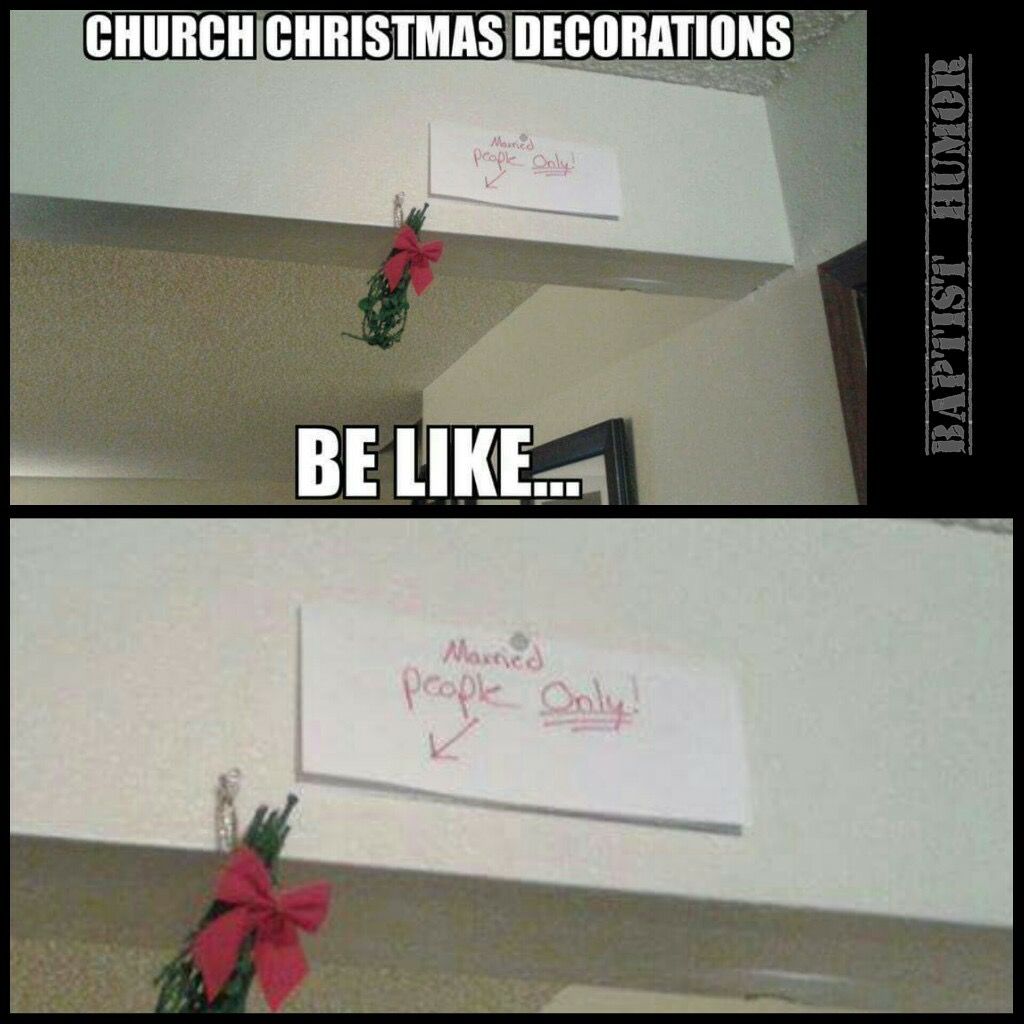 CHURCH CHRISTMAS DECORATIONS
Married
people Only!
BE LIKE...
BAPTIST HUMOR
Married
people Only!